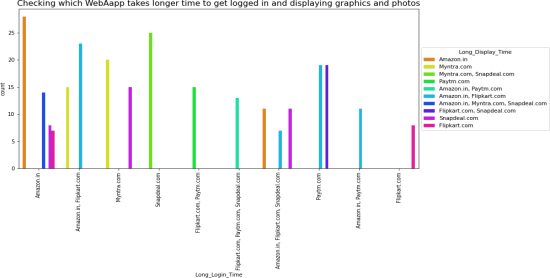 Checking which WebAapp takes longer time to get logged in and displaying graphics and photos
count
25
20
15
10
5
0
Amazon.in
Amazon.in, Flipkart.com
Myntra.com
Snapdeal.com
Flipkart.com, Paytm.com
Flipkart.com, Paytm.com, Snapdeal.com
Amazon.in, Flipkart.com, Snapdeal.com
Paytm.com
Amazon.in, Paytm.com
Flipkart.com
Long_Login_Time
Long_Display_Time
Amazon.in
Myntra.com
Myntra.com, Snapdeal.com
Paytm.com
Amazon.in, Paytm.com
Amazon.in, Flipkart.com
Amazon.in, Myntra.com, Snapdeal.com
Flipkart.com, Snapdeal.com
Snapdeal.com
Flipkart.com